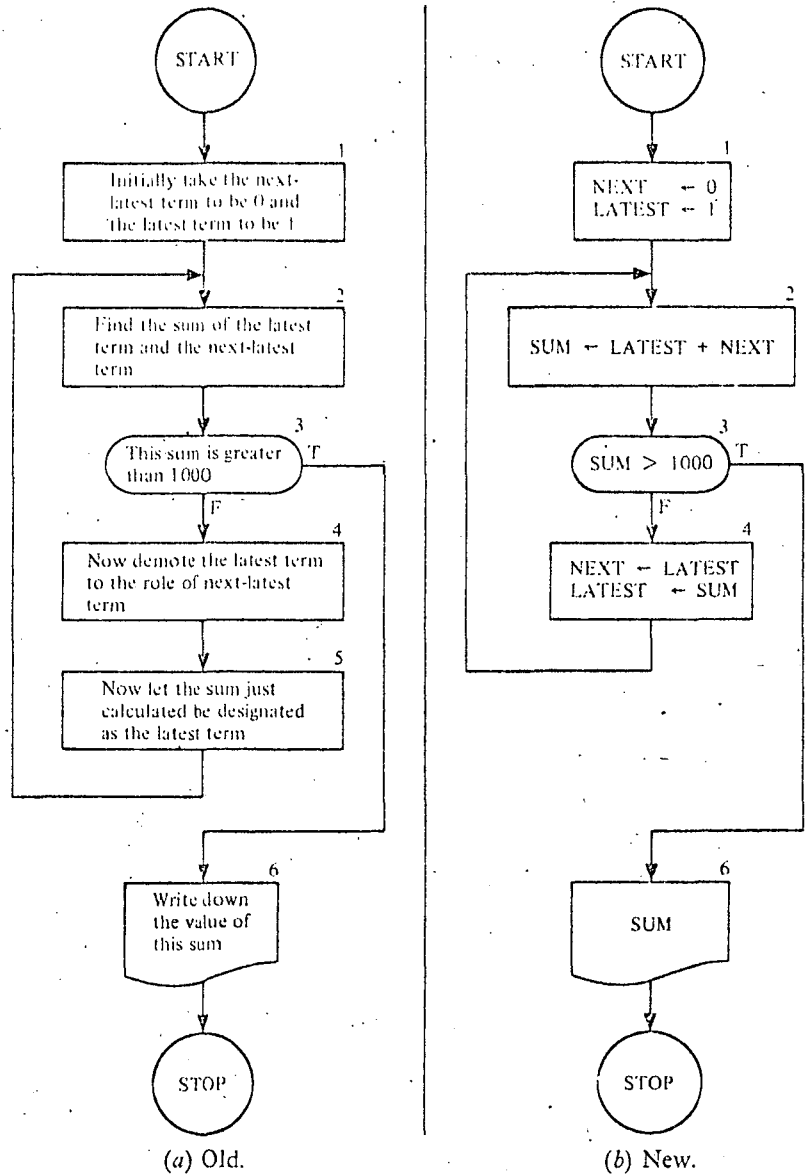 START
1
Initially take the next-
latest term to be 0 and
the latest term to be 1
2
Find the sum of the latest
term and the next-latest
term
3
This sum is greater
than 1000
T
F
4
Now demote the latest term
to the role of next-latest
term
5
Now let the sum just
calculated be designated
as the latest term
6
Write down
the value of
this sum
STOP
(a) Old.
START
1
NEXT ← 0
LATEST ← 1
2
SUM ← LATEST + NEXT
3
SUM > 1000
T
F
4
NEXT ← LATEST
LATEST ← SUM
6
SUM
STOP
(b) New.